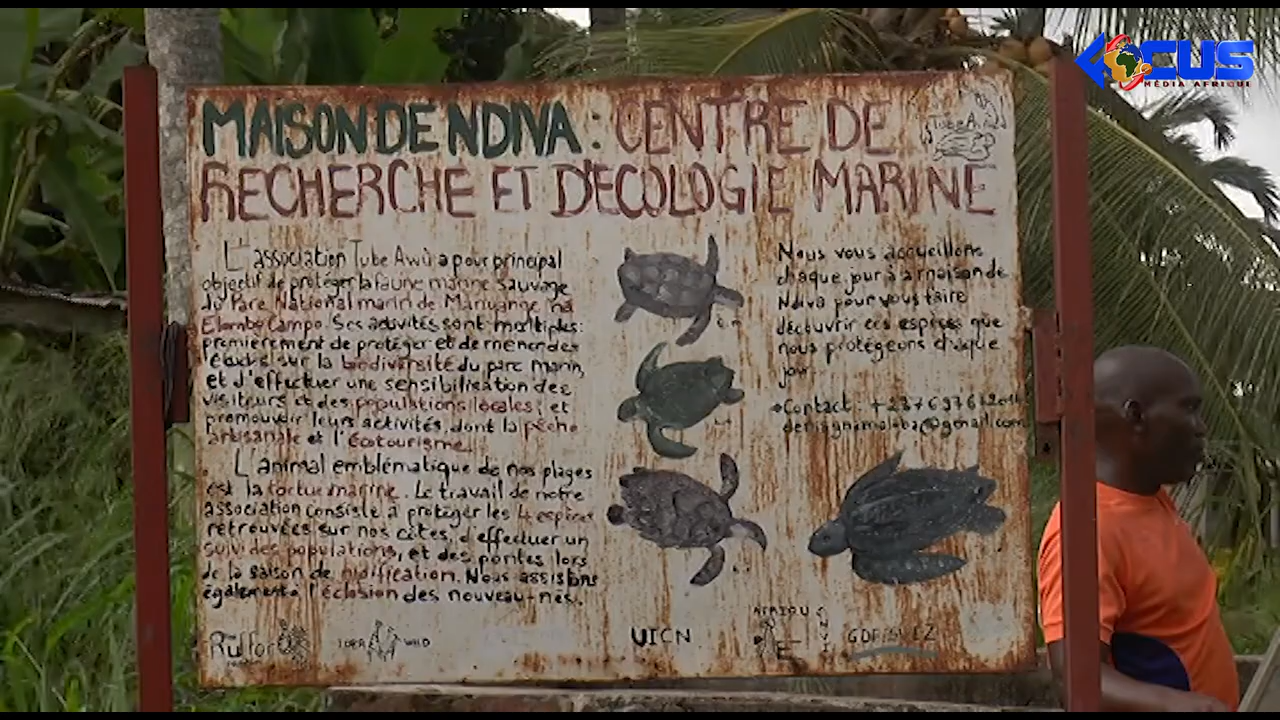 FOCUS
MÉDIA AFRIQUE
MAISON DE NDIVA : CENTRE DE
RECHERCHE ET D'ECOLOGIE MARINE
Tube A.
L'association Tube Awù a pour principal
objectif de protéger la faune marine sauvage
du Parc National marin de Manyange na
Elombo Campo. Ses activités sont multiples:
premièrement de protéger et de mener des
études sur la biodiversité du parc marin,
et d'effectuer une sensibilisation des
visiteurs et des populations locales; et
promouvoir leurs activités, dont la pêche
artisanale et l'écotourisme.
L'animal emblématique de nos plages
est la tortue marine. Le travail de notre
association consiste à protéger les 4 espèces
retrouvées sur nos côtes, d'effectuer un
suivi des populations, et des pontes lors
de la saison de nidification. Nous assistons
également à l'éclosion des nouveau-nés.
Nous vous accueillons
chaque jour à la maison de
Ndiva pour vous faire
découvrir ces espèces que
nous protégeons chaque
jour.
Contact :
Ruffor
WILD
UICN
AFRIQUE